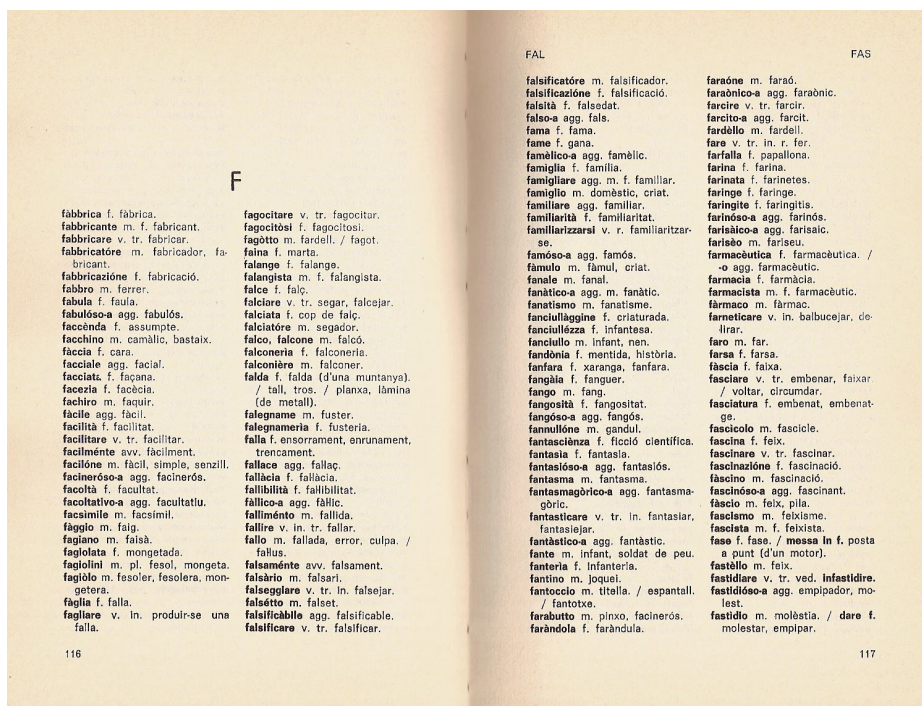 F
fàbbrica f. fàbrica.
fabbricante m. f. fabricant.
fabbricare v. tr. fabricar.
fabbricatóre m. fabricador, fa-
bricant.
fabbricazióne f. fabricació.
fabbro m. ferrer.
fabula f. faula.
fabulóso-a agg. fabulós.
faccènda f. assumpte.
facchino m. camàlic, bastaix.
fàccia f. cara.
facciale agg. facial.
facciata f. façana.
facezia f. facècia.
fachiro m. faquir.
fàcile agg. fàcil.
facilità f. facilitat.
facilitare v. tr. facilitar.
facilménte avv. fàcilment.
facilóne m. fàcil, simple, senzill.
facineróso-a agg. facinerós.
facoltà f. facultat.
facoltativo-a agg. facultatiu.
facsìmile m. facsímil.
fàggio m. faig.
fagiano m. faisà.
fagiolata f. mongetada.
fagiolini m. pl. fesol, mongeta.
fagiòlo m. fesoler, fesolera, mon-
getera.
fàglia f. falla.
fagliare v. in. produir-se una
falla.
fagocitare v. tr. fagocitar.
fagocitòsi f. fagocitosi.
fagòtto m. fardell. / fagot.
faina f. marta.
falange f. falange.
falangista m. f. falangista.
falce f. falç.
falciare v. tr. segar, falcejar.
falciata f. cop de falç.
falciatóre m. segador.
falco, falcone m. falcó.
falconeria f. falconeria.
falconière m. falconer.
falda f. falda (d'una muntanya).
/ tall, tros. / planxa, làmina
(de metall).
falegname m. fuster.
falegnameria f. fusteria.
falla f. ensorrament, enrunament,
trencament.
fallace agg. fal·laç.
fallàcia f. fal·làcia.
fallibilità f. fal·libilitat.
fàllico-a agg. fàl·lic.
falliménto m. fallida.
fallire v. in. tr. fallar.
fallo m. fallada, error, culpa. /
fal·lus.
falsaménte avv. falsament.
falsàrio m. falsari.
falseggiare v. tr. in. falsejar.
falsétto m. falset.
falsificàbile agg. falsificable.
falsificare v. tr. falsificar.
116
FAL
FAS
falsificatóre m. falsificador.
falsificazióne f. falsificació.
falsità f. falsedat.
falso-a agg. fals.
fama f. fama.
fame f. gana.
famèlico-a agg. famèlic.
famiglia f. família.
famigliare agg. m. f. familiar.
famiglio m. domèstic, criat.
familiare agg. familiar.
familiarità f. familiaritat.
familiarizzarsi v. r. familiaritzar-
se.
famóso-a agg. famós.
fàmulo m. fàmul, criat.
fanale m. fanal.
fanàtico-a agg. m. fanàtic.
fanatismo m. fanatisme.
fanciullàggine f. criaturada.
fanciullézza f. infantesa.
fanciullo m. infant, nen.
fandònia f. mentida, història.
fanfara f. xaranga, fanfara.
fangàia f. fanguer.
fango m. fang.
fangosità f. fangositat.
fangóso-a agg. fangós.
fannullóne m. gandul.
fantasciènza f. ficció científica.
fantasia f. fantasia.
fantasióso-a agg. fantasiós.
fantasma m. fantasma.
fantasmagòrico-a agg. fantasma-
gòric.
fantasticare v. tr. in. fantasiar,
fantasiejar.
fantàstico-a agg. fantàstic.
fante m. infant, soldat de peu.
fanteria f. infanteria.
fantino m. joquei.
fantoccio m. titella. / espantall.
/ fantotxe.
farabutto m. pinxo, facinerós.
faràndola f. faràndula.
faraóne m. faraó.
faraònico-a agg. faraònic.
farcire v. tr. farcir.
farcito-a agg. farcit.
fardèllo m. fardell.
fare v. tr. in. r. fer.
farfalla f. papallona.
farina f. farina.
farinata f. farinetes.
faringe f. faringe.
faringite f. faringitis.
farinóso-a agg. farinós.
farisàico-a agg. farisaic.
farisèo m. fariseu.
farmacèutica f. farmacèutica. /
-o agg. farmacèutic.
farmacia f. farmàcia.
farmacista m. f. farmacèutic.
fàrmaco m. fàrmac.
farneticare v. in. balbucejar, de-
lirar.
faro m. far.
farsa f. farsa.
fàscia f. faixa.
fasciare v. tr. embenar, faixar.
/ voltar, circumdar.
fasciatura f. embenat, embenat-
ge.
fascìcolo m. fascicle.
fascina f. feix.
fascinare v. tr. fascinar.
fascinazióne f. fascinació.
fàscino m. fascinació.
fascinóso-a agg. fascinant.
fàscio m. feix, pila.
fascismo m. feixisme.
fascista m. f. feixista.
fase f. fase. / messa in f. posta
a punt (d'un motor).
fastèllo m. feix.
fastidiare v. tr. ved. infastidire.
fastidióso-a agg. empipador, mo-
lest.
fastidio m. molèstia. / dare f.
molestar, empipar.
117